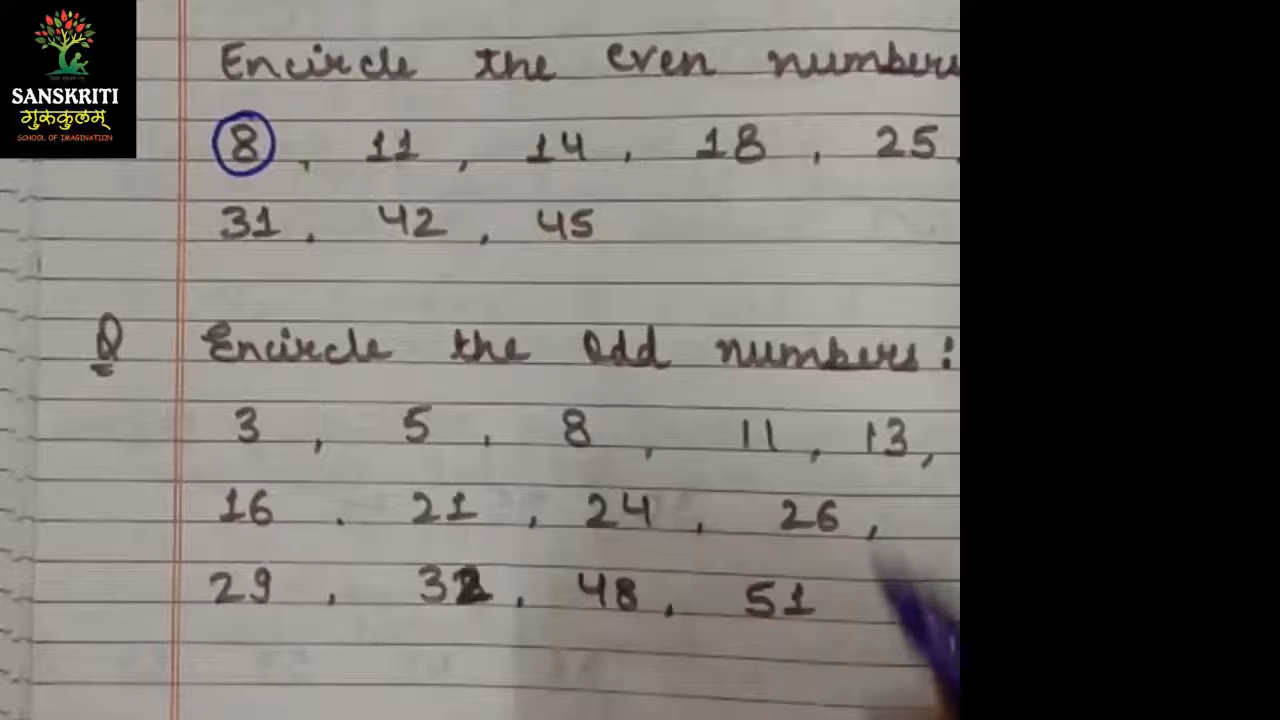 SANSKRITI
गुरुकुलम्
SCHOOL OF IMAGINATION
Encircle the even numbers
8, 11, 14, 18, 25,
31, 42, 45
Q Encircle the odd numbers:
3, 5, 8, 11, 13,
16, 21, 24, 26,
29, 32, 48, 51